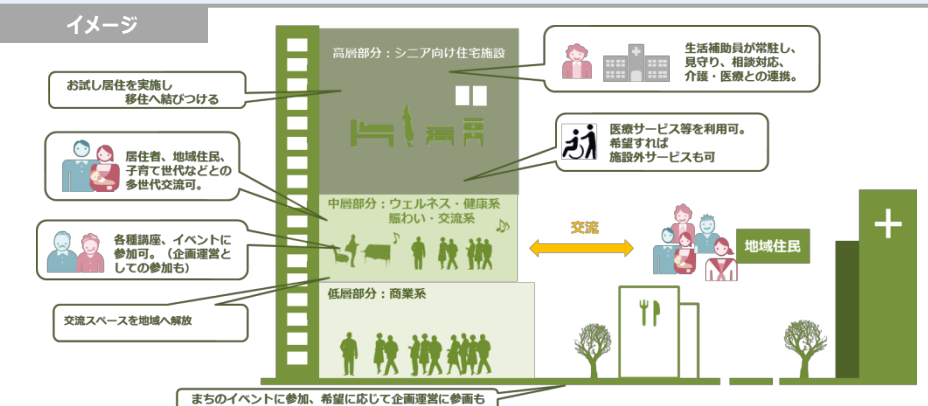 イメージ
高層部分：シニア向け住宅施設
生活補助員が常駐し、
見守り、相談対応、
介護・医療との連携。
お試し居住を実施し
移住へ結びつける
医療サービス等を利用可。
希望すれば
施設外サービスも可
居住者、地域住民、
子育て世代などとの
多世代交流可。
中層部分：ウェルネス・健康系
賑わい・交流系
交流
地域住民
各種講座、イベントに
参加可。（企画運営と
しての参加も）
低層部分：商業系
交流スペースを地域へ解放
まちのイベントに参加、希望に応じて企画運営に参画も